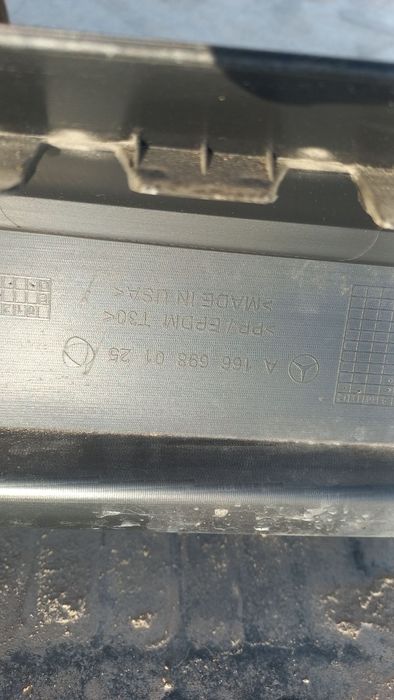 A 166 698 01 25
>PP/EPDM T30<
>MADE IN USA<